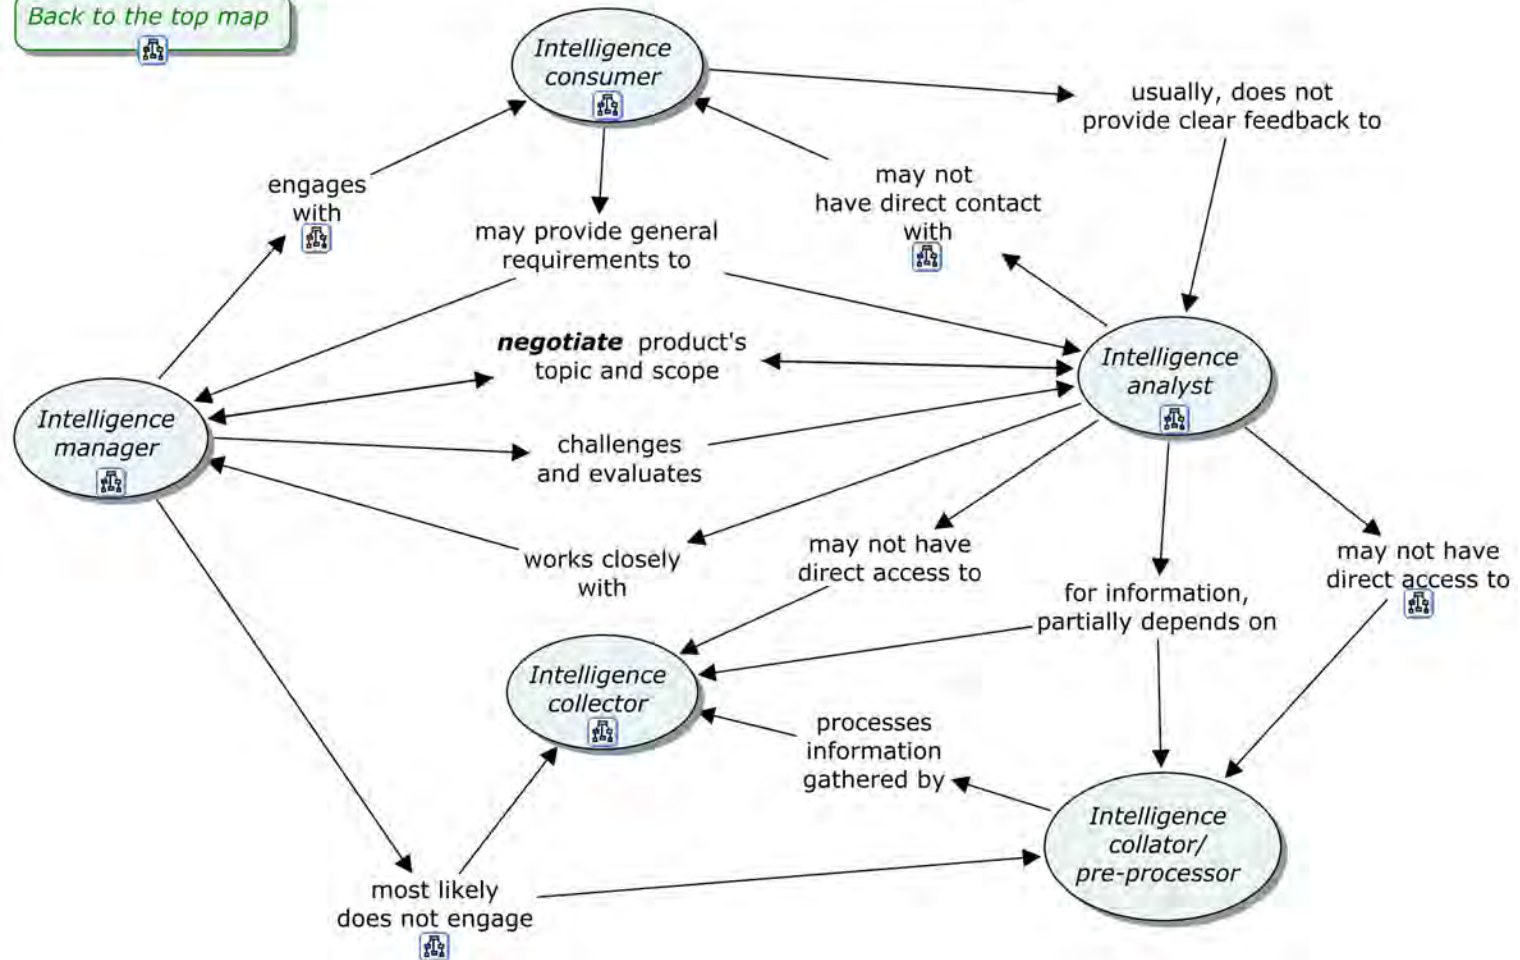 Back to the top map
Intelligence
consumer
usually, does not
provide clear feedback to
engages
with
may not
have direct contact
with
may provide general
requirements to
negotiate product's
topic and scope
Intelligence
analyst
Intelligence
manager
challenges
and evaluates
works closely
with
may not have
direct access to
may not have
direct access to
for information,
partially depends on
Intelligence
collector
processes
information
gathered by
Intelligence
collator/
pre-processor
most likely
does not engage